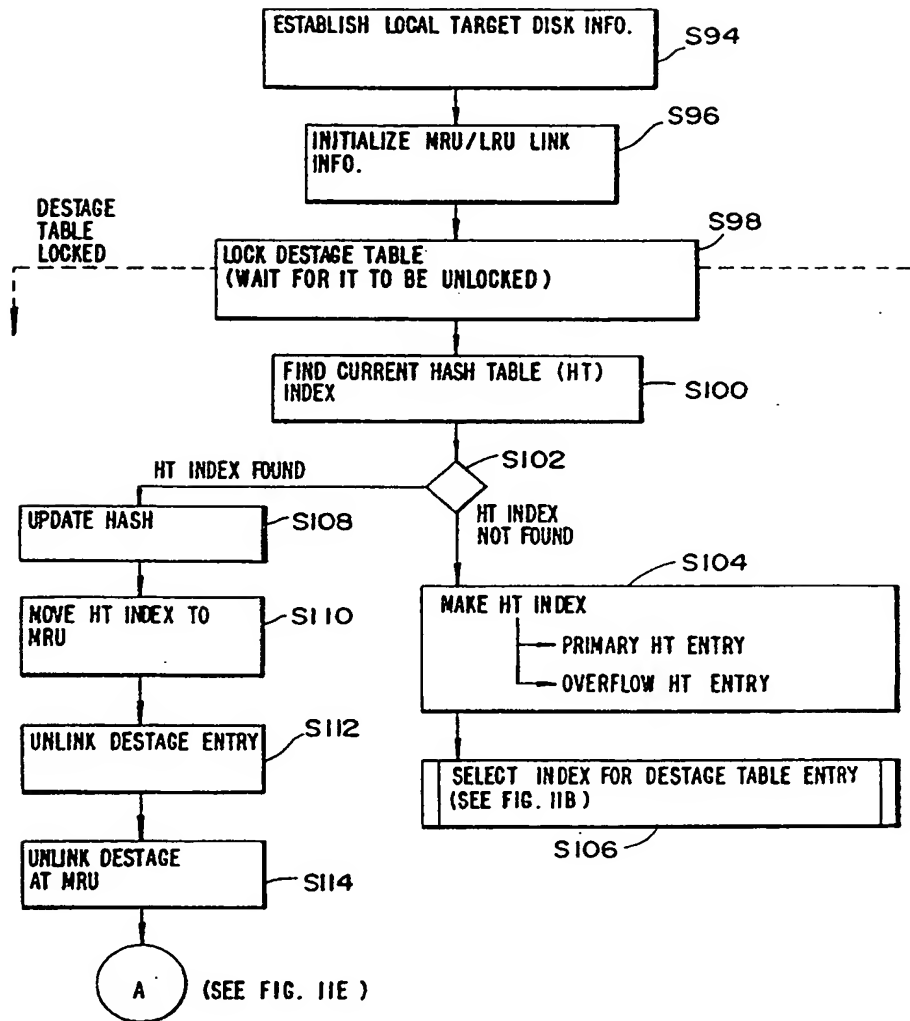 ESTABLISH LOCAL TARGET DISK INFO.
S94
INITIALIZE MRU/LRU LINK
INFO.
S96
DESTAGE
TABLE
LOCKED
LOCK DESTAGE TABLE
(WAIT FOR IT TO BE UNLOCKED)
S98
FIND CURRENT HASH TABLE (HT)
INDEX
S100
S102
HT INDEX FOUND
HT INDEX
NOT FOUND
UPDATE HASH
S108
S104
MAKE HT INDEX
PRIMARY HT ENTRY
OVERFLOW HT ENTRY
MOVE HT INDEX TO
MRU
S110
UNLINK DESTAGE ENTRY
S112
SELECT INDEX FOR DESTAGE TABLE ENTRY
(SEE FIG. 11B)
S106
UNLINK DESTAGE
AT MRU
S114
A
(SEE FIG. 11E)